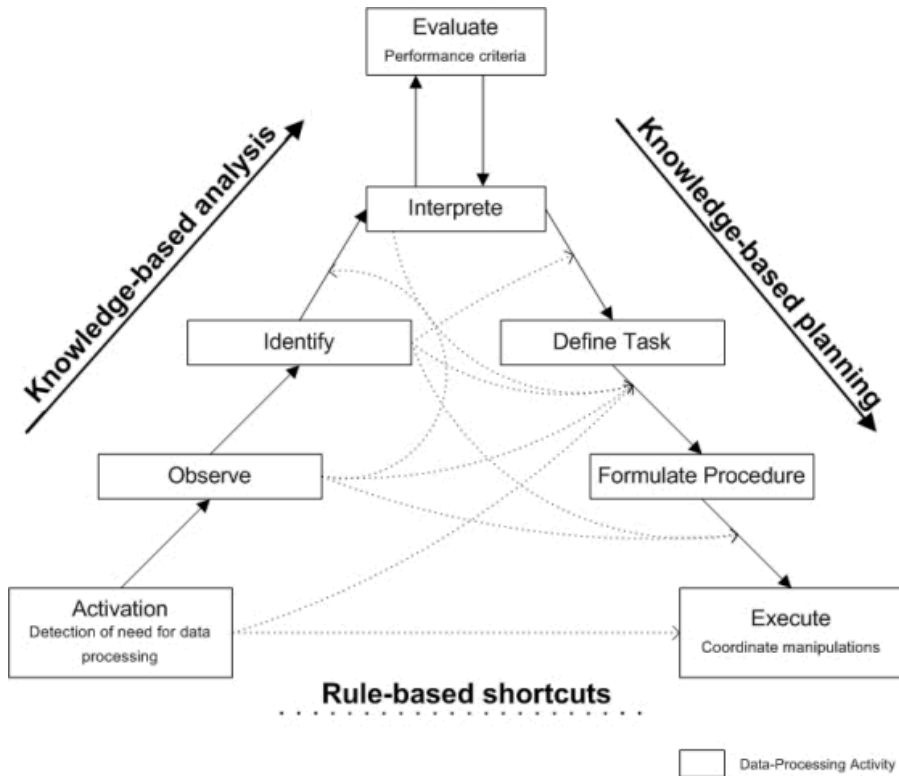 Evaluate
Performance criteria
Knowledge-based analysis
Knowledge-based planning
Interprete
Identify
Define Task
Observe
Formulate Procedure
Activation
Detection of need for data
processing
Execute
Coordinate manipulations
Rule-based shortcuts
Data-Processing Activity